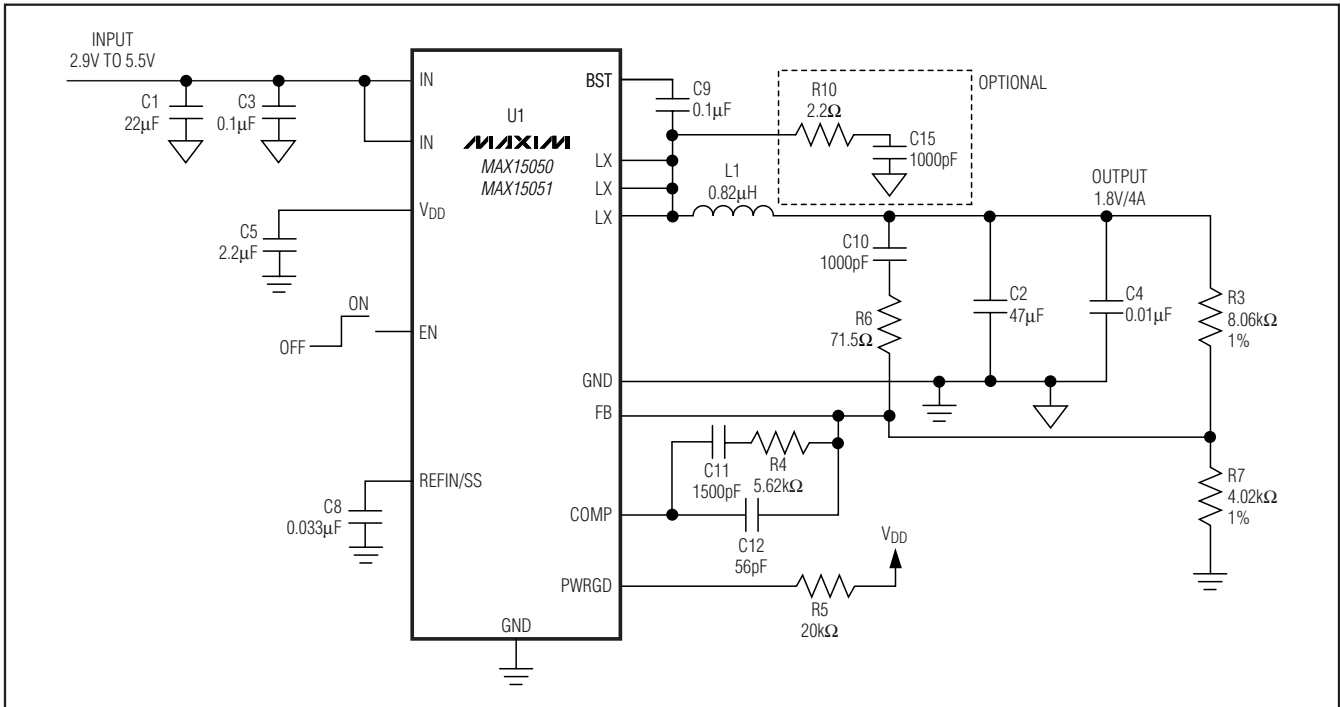 INPUT
2.9V TO 5.5V
C1
22µF
C3
0.1µF
IN
IN
U1
MAXIM
MAX15050
MAX15051
BST
C9
0.1µF
R10
2.2Ω
C15
1000pF
OPTIONAL
LX
LX
LX
L1
0.82µH
OUTPUT
1.8V/4A
VDD
C5
2.2µF
C10
1000pF
R6
71.5Ω
C2
47µF
C4
0.01µF
R3
8.06kΩ
1%
ON
OFF
EN
GND
FB
C11
1500pF
R4
5.62kΩ
REFIN/SS
C8
0.033µF
COMP
C12
56pF
R7
4.02kΩ
1%
VDD
PWRGD
R5
20kΩ
GND